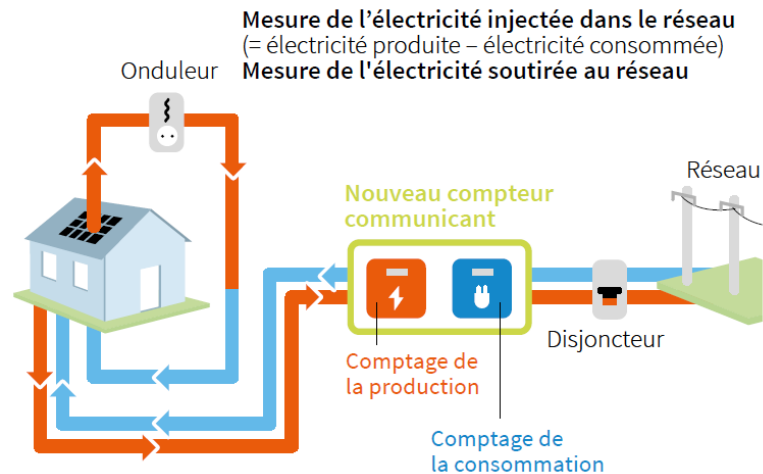 Mesure de l’électricité injectée dans le réseau
(= électricité produite – électricité consommée)
Mesure de l'électricité soutirée au réseau
Onduleur
Réseau
Nouveau compteur
communicant
Disjoncteur
Comptage de
la production
Comptage de
la consommation